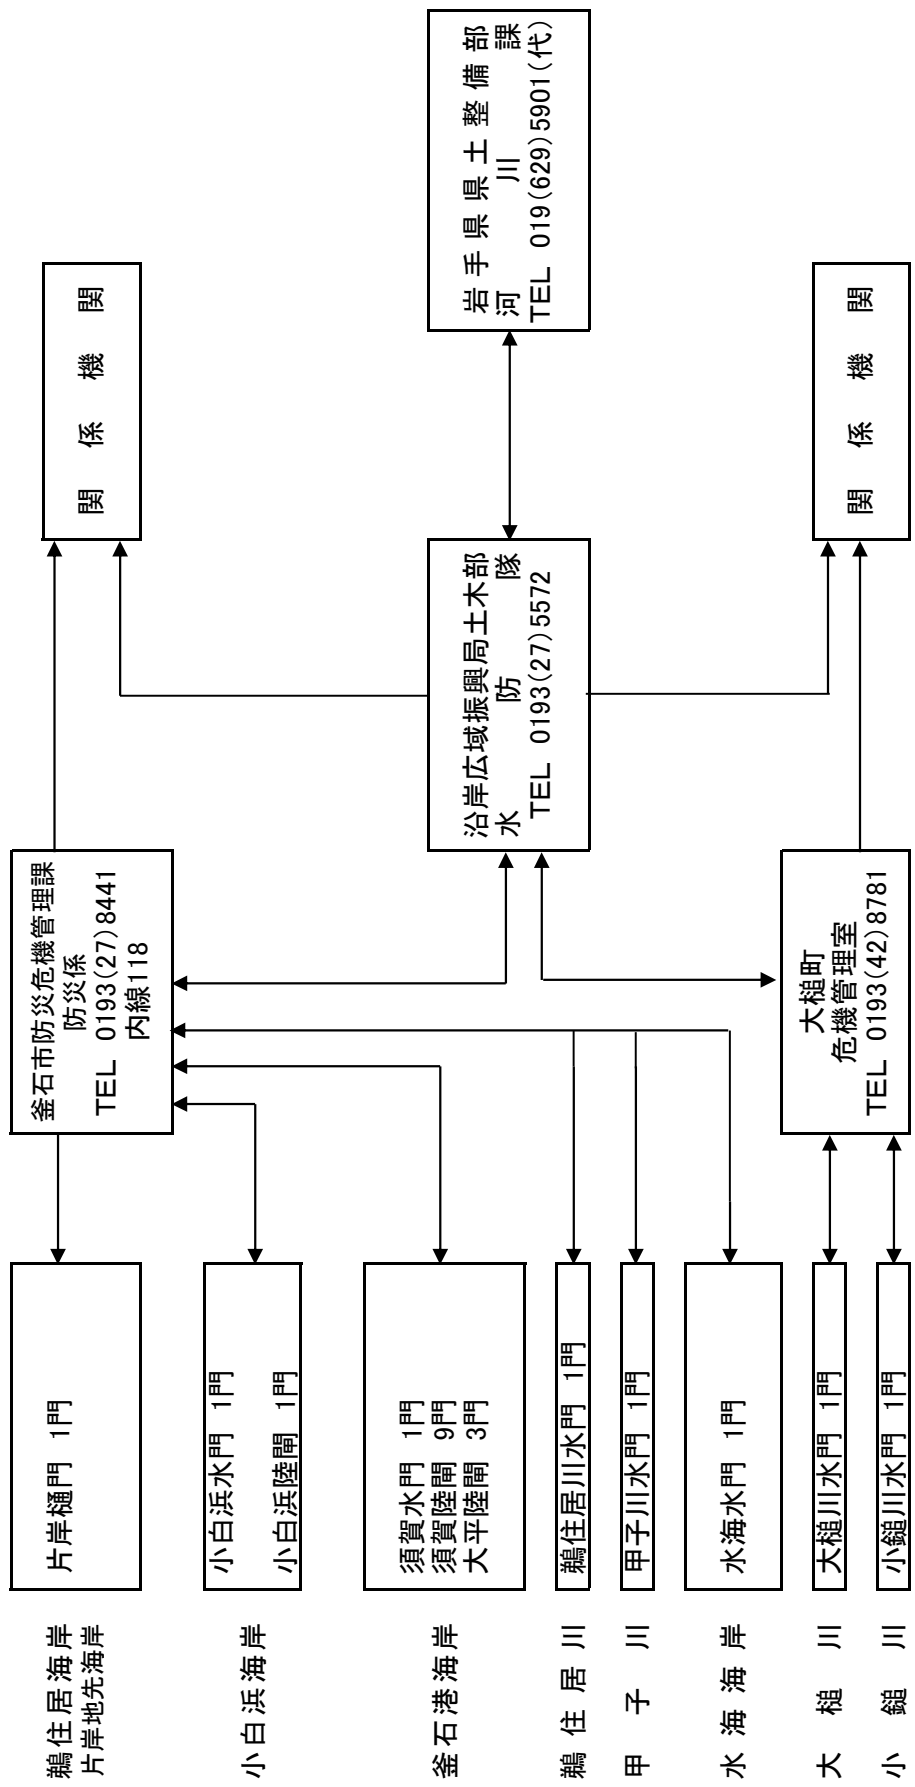 鵜住居海岸
片岸地先海岸
片岸樋門 1門
小白浜海岸
小白浜水門 1門
小白浜陸閘 1門
釜石港海岸
須賀水門 1門
須賀陸閘 9門
大平陸閘 3門
鵜住居川
鵜住居川水門 1門
甲子川
甲子川水門 1門
水海海岸
水海水門 1門
大槌川
大槌川水門 1門
小鎚川
小鎚川水門 1門
釜石市防災危機管理課
防災係
TEL 0193(27)8441
内線118
大槌町
危機管理室
TEL 0193(42)8781
沿岸広域振興局土木部
水防隊
TEL 0193(27)5572
関係機関
関係機関
岩手県県土整備部
河川課
TEL 019(629)5901(代)